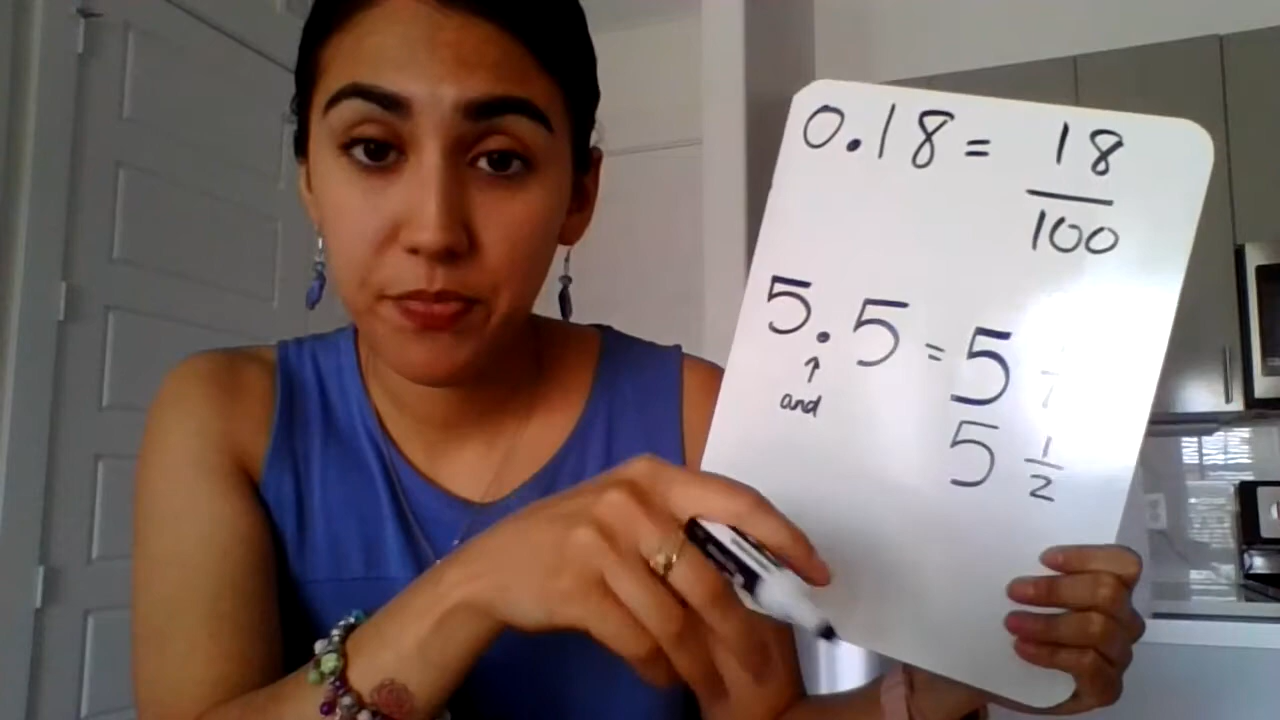 0.18 = 18/100
5.5 = 5
↑
and
5 1/2